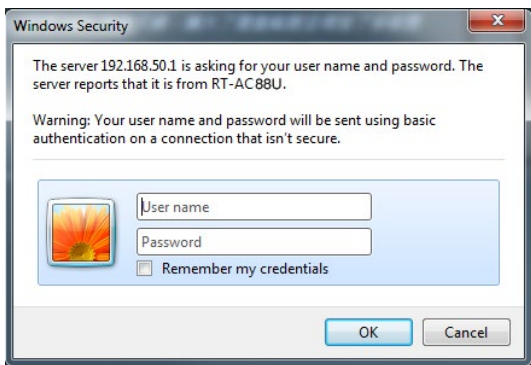 Windows Security
The server 192.168.50.1 is asking for your user name and password. The
server reports that it is from RT-AC88U.
Warning: Your user name and password will be sent using basic
authentication on a connection that isn't secure.
User name
Password
Remember my credentials
OK
Cancel